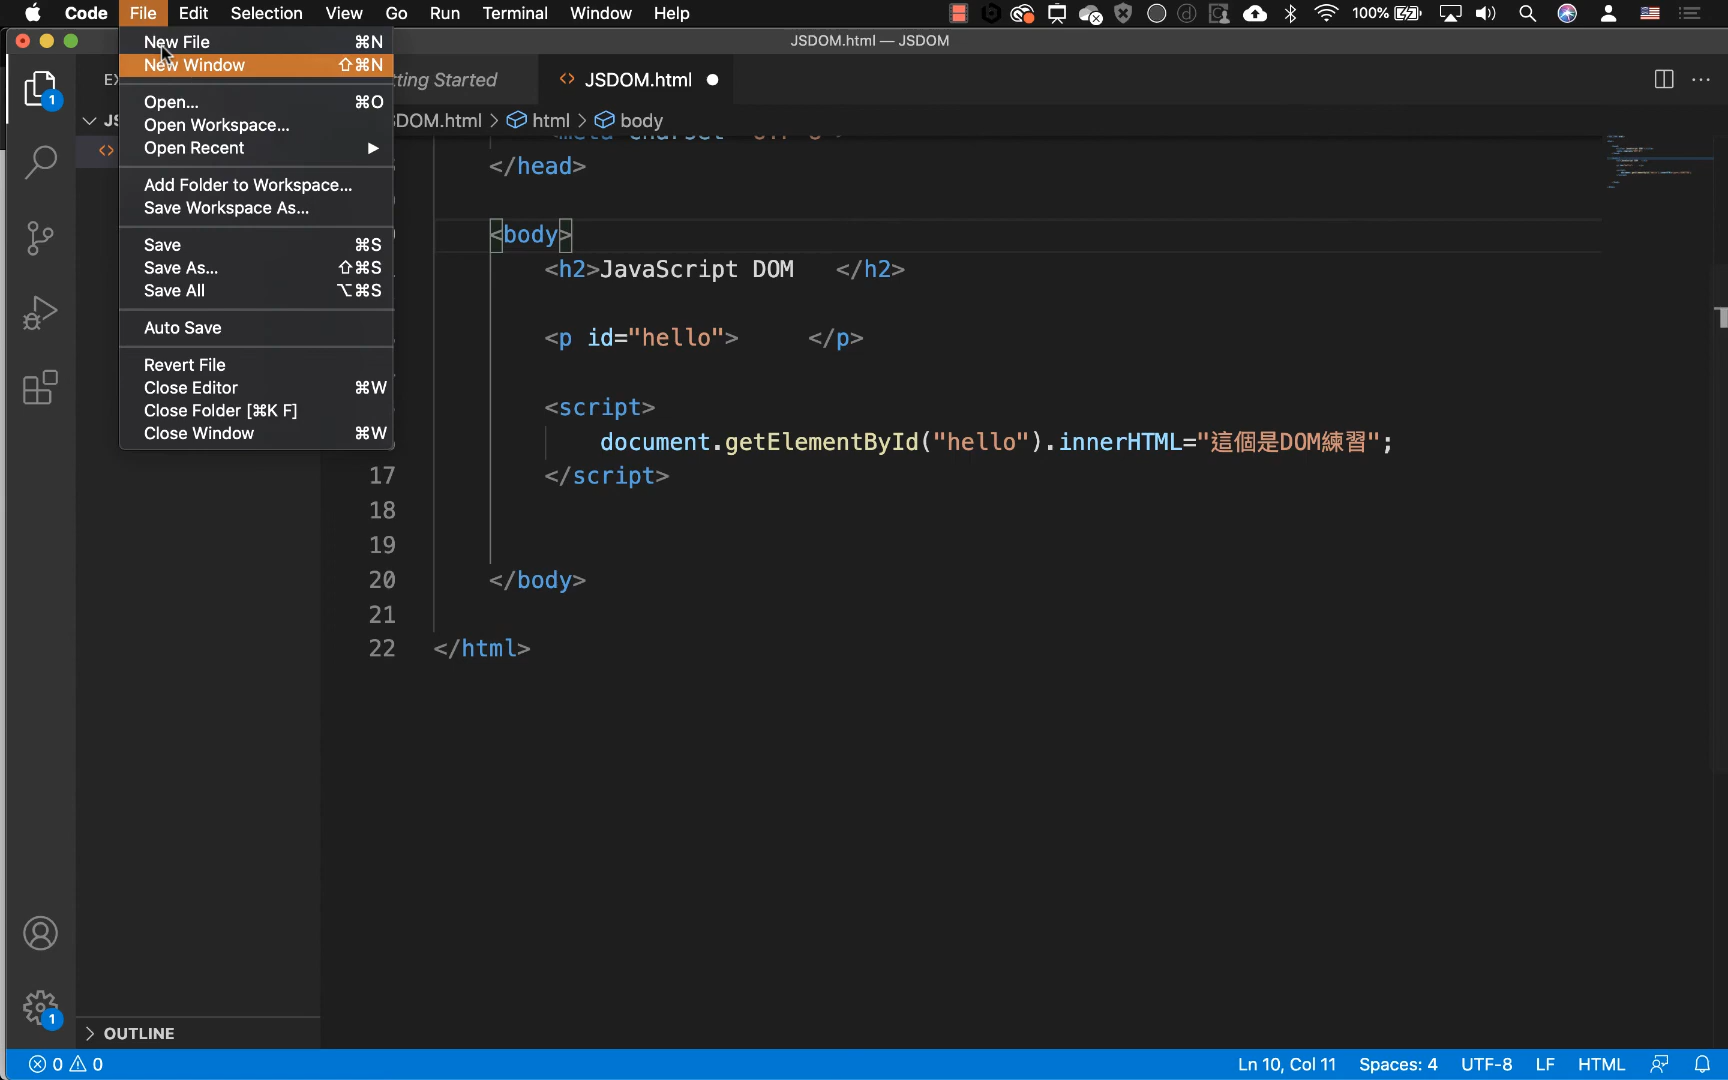 Code File Edit Selection View Go Run Terminal Window Help 100%
JSDOM.html — JSDOM
New File ⌘N
New Window ⇧⌘N
Open... ⌘O
Open Workspace...
Open Recent ▶
Add Folder to Workspace...
Save Workspace As...
Save ⌘S
Save As... ⇧⌘S
Save All ⌥⌘S
Auto Save
Revert File
Close Editor ⌘W
Close Folder [⌘K F]
Close Window ⌘W
ting Started <> JSDOM.html ●
DOM.html > html > body
</head>
<body>
<h2>JavaScript DOM </h2>
<p id="hello"> </p>
<script>
document.getElementById("hello").innerHTML="這個是DOM練習";
17 </script>
18
19
20 </body>
21
22 </html>
1
1
OUTLINE
0 0 Ln 10, Col 11 Spaces: 4 UTF-8 LF HTML